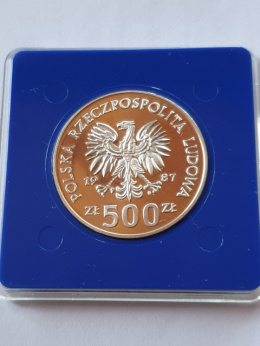 POLSKA RZECZPOSPOLITA LUDOWA
19 87
ZŁ 500 ZŁ